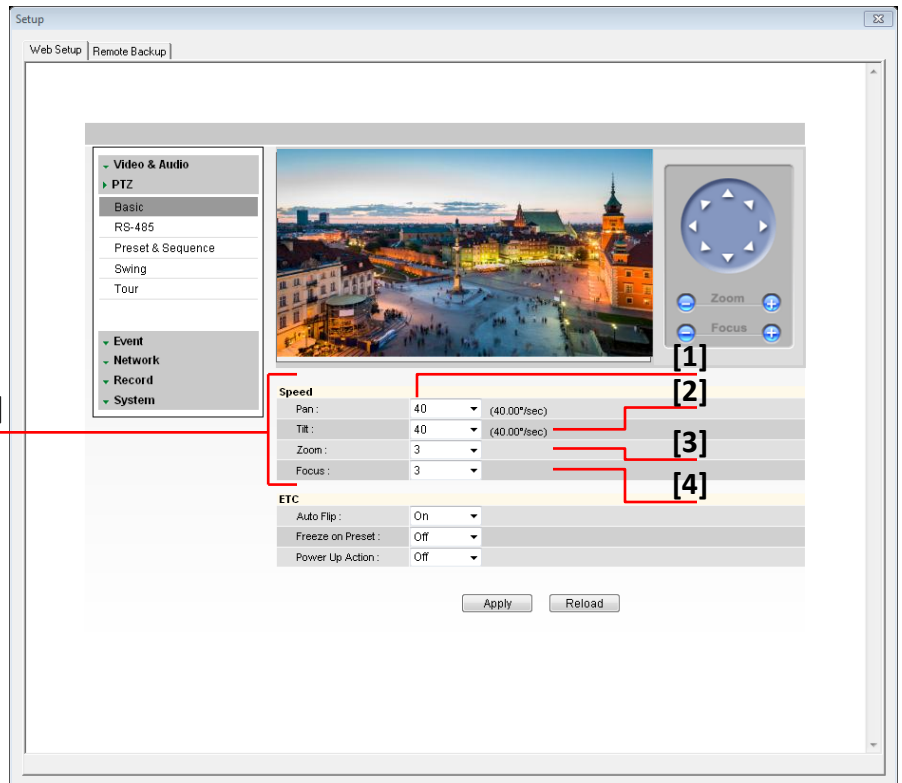 Setup
Web Setup
Remote Backup
Video & Audio
PTZ
Basic
RS-485
Preset & Sequence
Swing
Tour
Event
Network
Record
System
Zoom
Focus
[1]
[2]
[3]
[4]
]
Speed
Pan : 40 (40.00°/sec)
Tilt : 40 (40.00°/sec)
Zoom : 3
Focus : 3
ETC
Auto Flip : On
Freeze on Preset : Off
Power Up Action : Off
Apply Reload